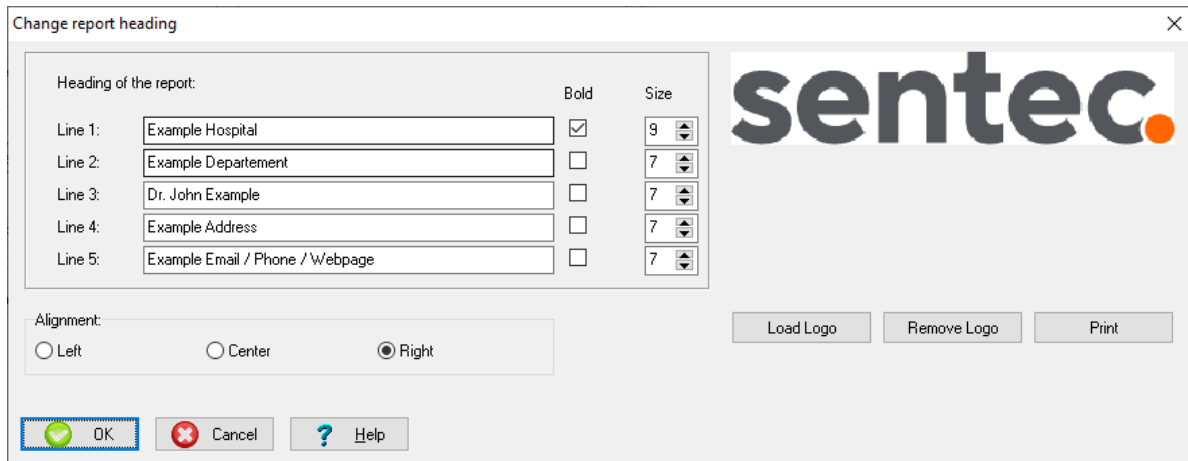 Change report heading
Heading of the report:
Bold Size
Line 1: Example Hospital 9
Line 2: Example Departement 7
Line 3: Dr. John Example 7
Line 4: Example Address 7
Line 5: Example Email / Phone / Webpage 7
sentec.
Alignment:
Left Center Right
Load Logo Remove Logo Print
OK Cancel ? Help